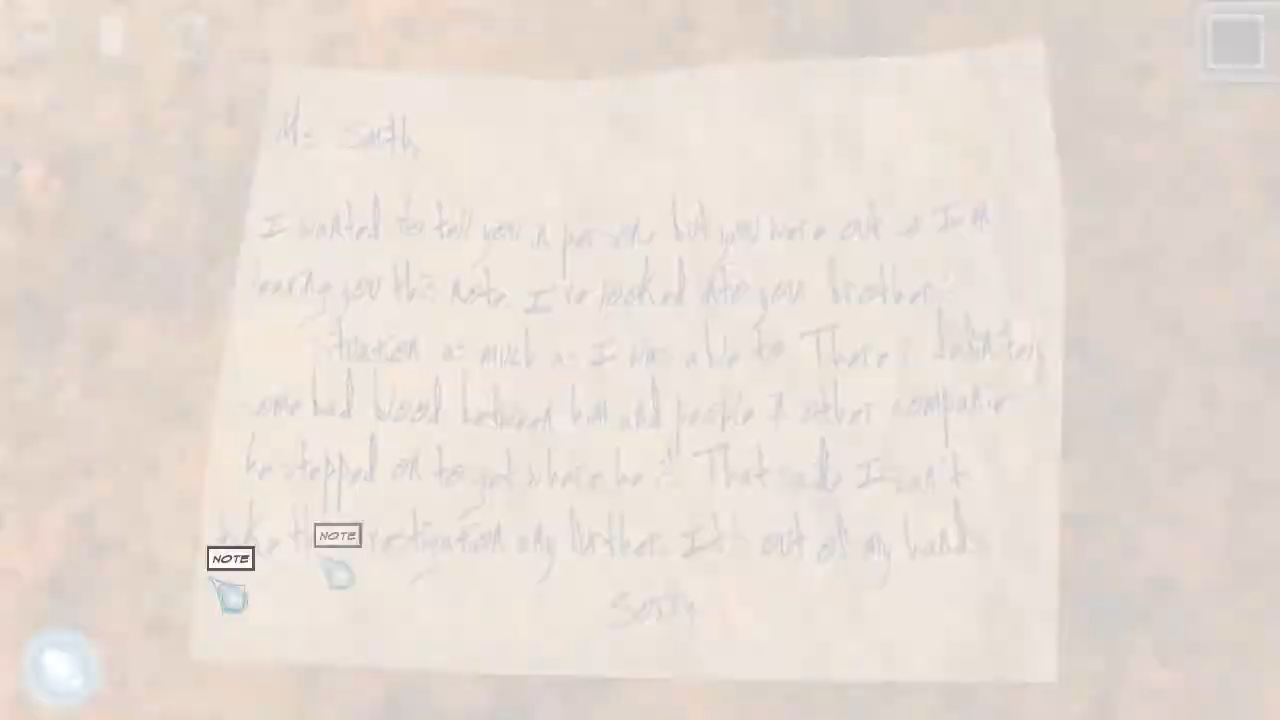 Ms Smith,
I wanted to tell you in person but you were out so I'm
leaving you this note. I've looked into your brother's
situation as much as I was able to. There is definitely
some bad blood between him and people in other companies
he stepped on to get where he is. That said, I can't
take this investigation any further. It's out of my hands.
Sorry
NOTE
NOTE